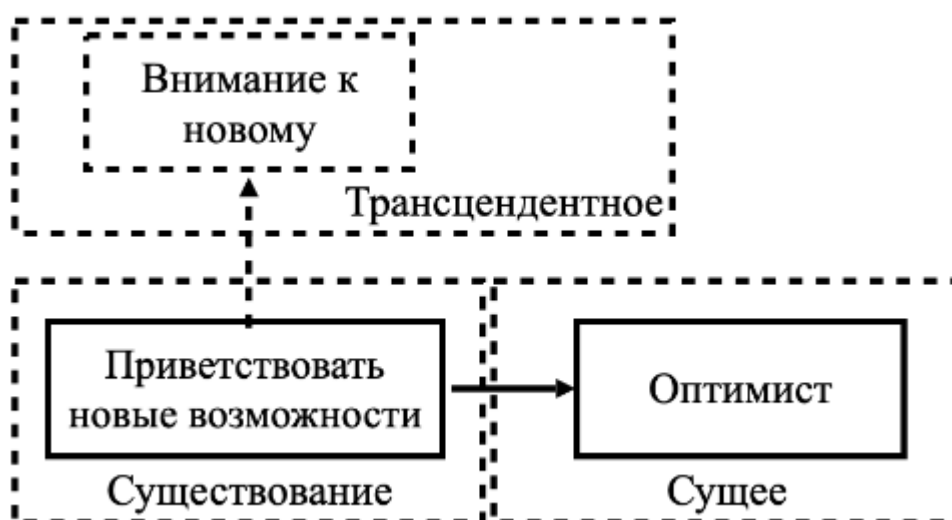 Внимание к
новому
Трансцендентное
Приветствовать
новые возможности
Существование
Оптимист
Сущее